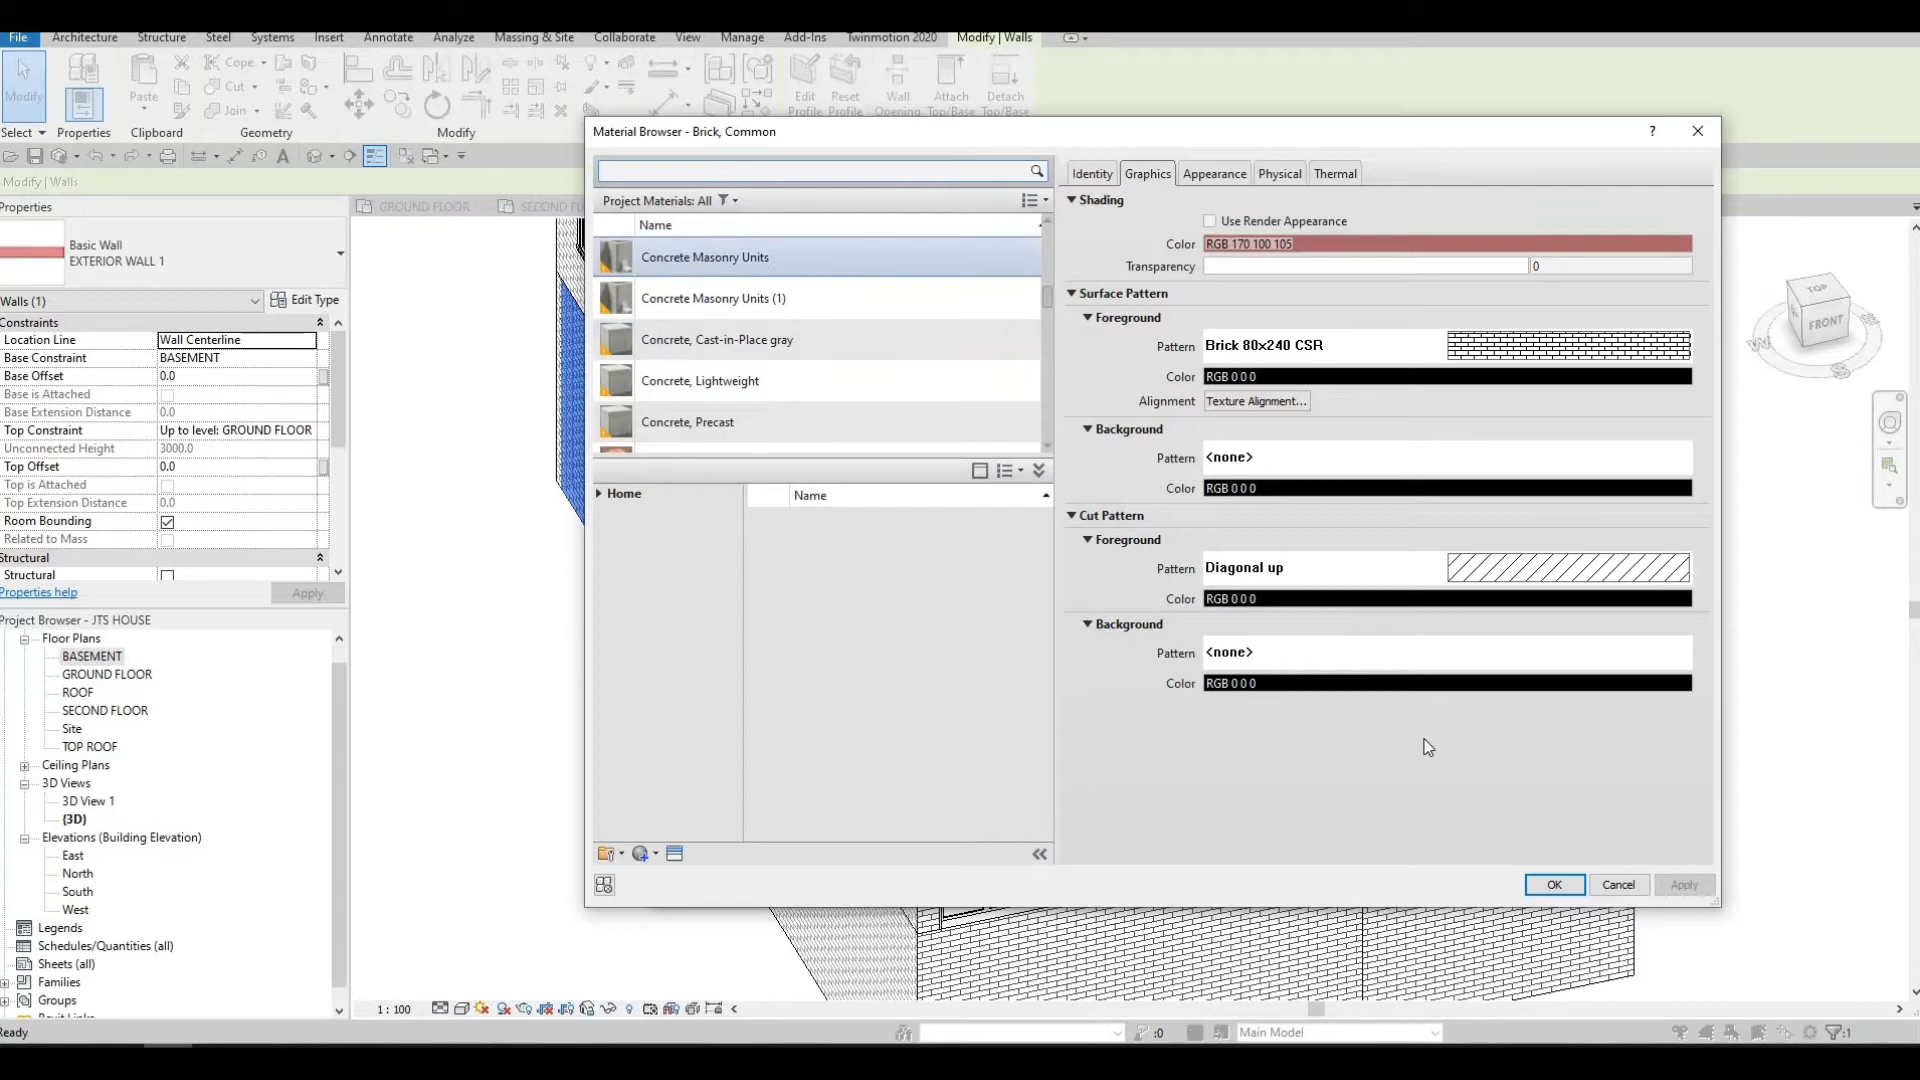 File Architecture Structure Steel Systems Insert Annotate Analyze Massing & Site Collaborate View Manage Add-Ins Twinmotion 2020 Modify | Walls
Modify
Paste
Cope
Cut
Join
Edit Profile
Reset Profile
Wall Opening
Attach Top/Base
Detach Top/Base
Select Properties Clipboard Geometry Modify
Modify | Walls
Properties
GROUND FLOOR
SECOND FL
Basic Wall
EXTERIOR WALL 1
Walls (1)
Edit Type
Constraints
Location Line Wall Centerline
Base Constraint BASEMENT
Base Offset 0.0
Base is Attached
Base Extension Distance 0.0
Top Constraint Up to level: GROUND FLOOR
Unconnected Height 3000.0
Top Offset 0.0
Top is Attached
Top Extension Distance 0.0
Room Bounding
Related to Mass
Structural
Structural
Properties help
Apply
Project Browser - JTS HOUSE
Floor Plans
BASEMENT
GROUND FLOOR
ROOF
SECOND FLOOR
Site
TOP ROOF
Ceiling Plans
3D Views
3D View 1
{3D}
Elevations (Building Elevation)
East
North
South
West
Legends
Schedules/Quantities (all)
Sheets (all)
Families
Groups
Revit Links
Ready
Material Browser - Brick, Common
?
Project Materials: All
Name
Concrete Masonry Units
Concrete Masonry Units (1)
Concrete, Cast-in-Place gray
Concrete, Lightweight
Concrete, Precast
Home
Name
Identity Graphics Appearance Physical Thermal
Shading
Use Render Appearance
Color RGB 170 100 105
Transparency 0
Surface Pattern
Foreground
Pattern Brick 80x240 CSR
Color RGB 0 0 0
Alignment Texture Alignment...
Background
Pattern <none>
Color RGB 0 0 0
Cut Pattern
Foreground
Pattern Diagonal up
Color RGB 0 0 0
Background
Pattern <none>
Color RGB 0 0 0
OK Cancel Apply
TOP
FRONT
W
S
1 : 100
:0
Main Model
:1